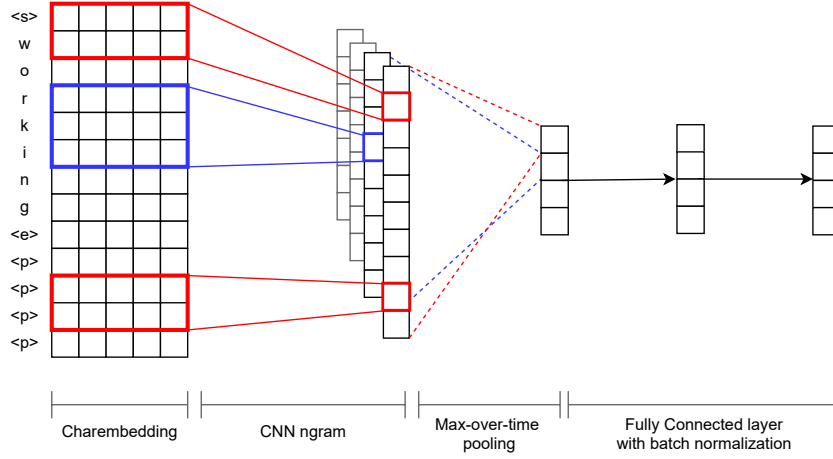 <s>
w
o
r
k
i
n
g
<e>
<p>
<p>
<p>
<p>
Charembedding
CNN ngram
Max-over-time
pooling
Fully Connected layer
with batch normalization